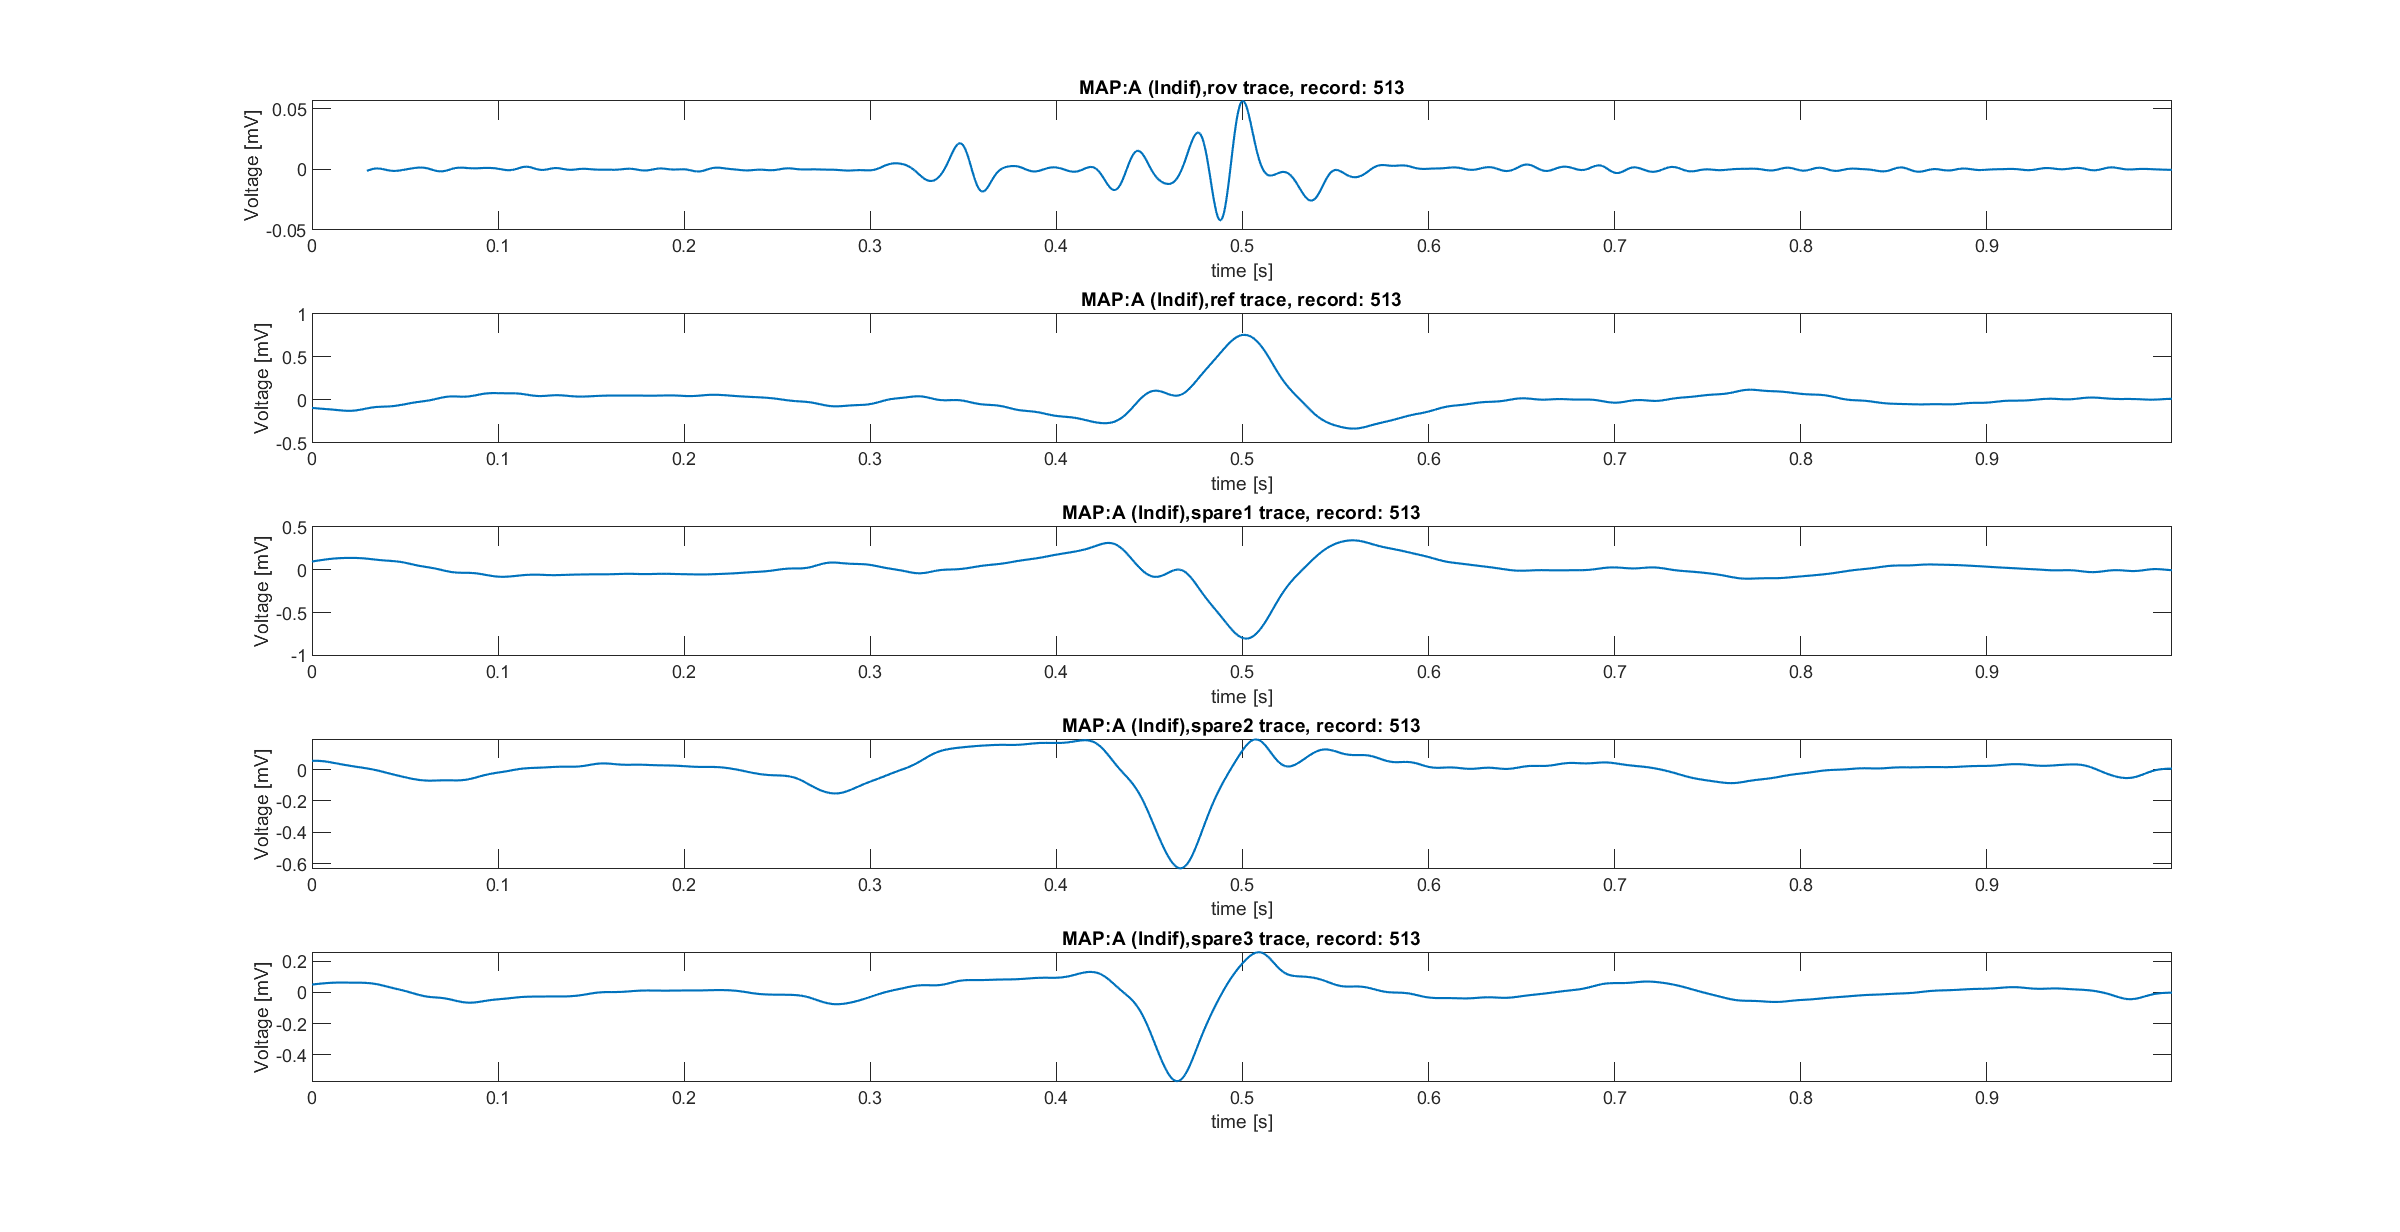 MAP:A (Indif),rov trace, record: 513
Voltage [mV]
0.05
0
-0.05
0 0.1 0.2 0.3 0.4 0.5 0.6 0.7 0.8 0.9
time [s]
MAP:A (Indif),ref trace, record: 513
Voltage [mV]
1
0.5
0
-0.5
0 0.1 0.2 0.3 0.4 0.5 0.6 0.7 0.8 0.9
time [s]
MAP:A (Indif),spare1 trace, record: 513
Voltage [mV]
0.5
0
-0.5
-1
0 0.1 0.2 0.3 0.4 0.5 0.6 0.7 0.8 0.9
time [s]
MAP:A (Indif),spare2 trace, record: 513
Voltage [mV]
0
-0.2
-0.4
-0.6
0 0.1 0.2 0.3 0.4 0.5 0.6 0.7 0.8 0.9
time [s]
MAP:A (Indif),spare3 trace, record: 513
Voltage [mV]
0.2
0
-0.2
-0.4
0 0.1 0.2 0.3 0.4 0.5 0.6 0.7 0.8 0.9
time [s]